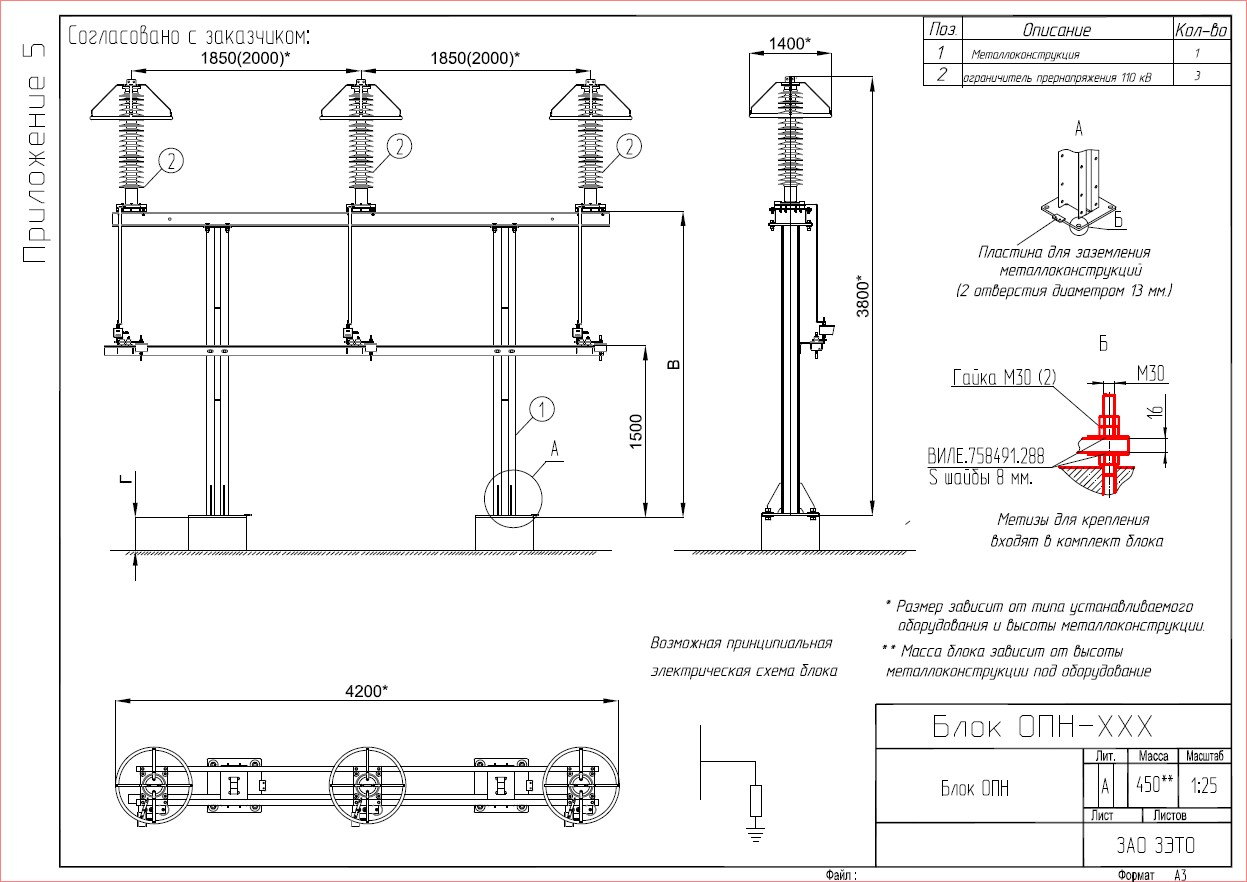 Приложение 5
Согласовано с заказчиком:
1850(2000)*
1850(2000)*
1400*
Поз. Описание Кол-во
1 Металлоконструкция 1
2 ограничитель прернапряжения 110 кВ 3
2
2
2
3800*
В
1500
1
А
Г
А
Б
Пластина для заземления
металлоконструкций
(2 отверстия диаметром 13 мм.)
Б
Гайка М30 (2)
М30
16
ВИЛЕ.758491.288
S шайбы 8 мм.
Метизы для крепления
входят в комплект блока
* Размер зависит от типа устанавливаемого
оборудования и высоты металлоконструкции.
** Масса блока зависит от высоты
металлоконструкции под оборудование
Возможная принципиальная
электрическая схема блока
4200*
Блок ОПН-ХХХ
Блок ОПН
Лит. Масса Масштаб
А 450** 1:25
Лист Листов
ЗАО ЗЭТО
Файл : Формат А3